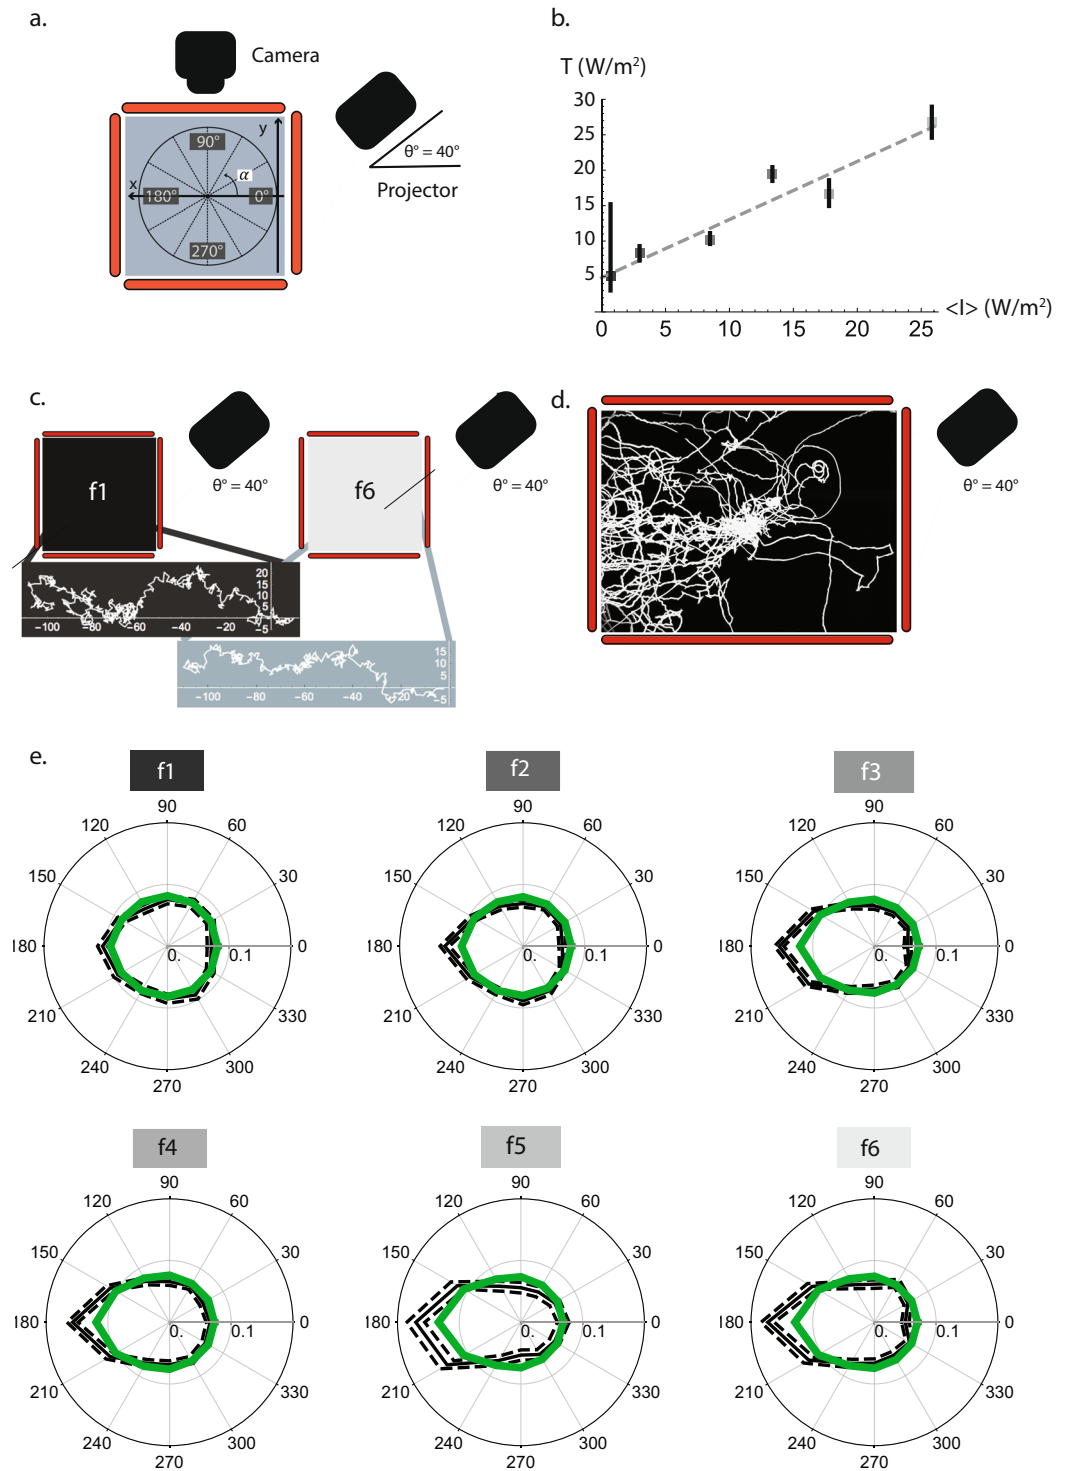 a.
Camera
y
90°
α
x
180°
0°
270°
θ° = 40°
Projector
b.
T (W/m²)
30
25
20
15
10
5
0 5 10 15 20 25
<I> (W/m²)
c.
f1
θ° = 40°
f6
θ° = 40°
20
15
10
5
−5
−100 −80 −60 −40 −20
15
10
5
−5
−100 −80 −60 −40 −20
d.
θ° = 40°
e.
f1
90
120 60
150 30
180 0. 0.1 0
210 330
240 300
270
f2
90
120 60
150 30
180 0. 0.1 0
210 330
240 300
270
f3
90
120 60
150 30
180 0. 0.1 0
210 330
240 300
270
f4
90
120 60
150 30
180 0. 0.1 0
210 330
240 300
270
f5
90
120 60
150 30
180 0. 0.1 0
210 330
240 300
270
f6
90
120 60
150 30
180 0. 0.1 0
210 330
240 300
270